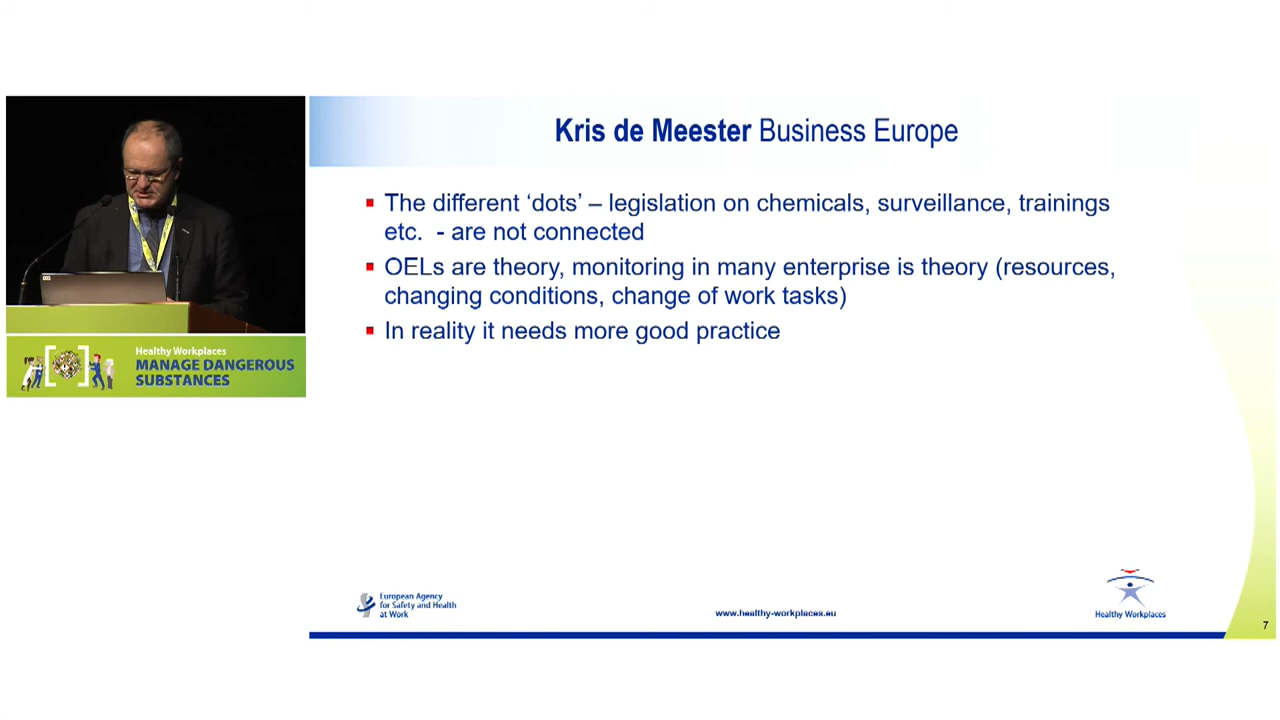 Kris de Meester Business Europe
▪ The different ‘dots’ – legislation on chemicals, surveillance, trainings
etc.  - are not connected
▪ OELs are theory, monitoring in many enterprise is theory (resources,
changing conditions, change of work tasks)
▪ In reality it needs more good practice
Healthy Workplaces
MANAGE DANGEROUS
SUBSTANCES
European Agency
for Safety and Health
at Work
www.healthy-workplaces.eu
Healthy Workplaces
7